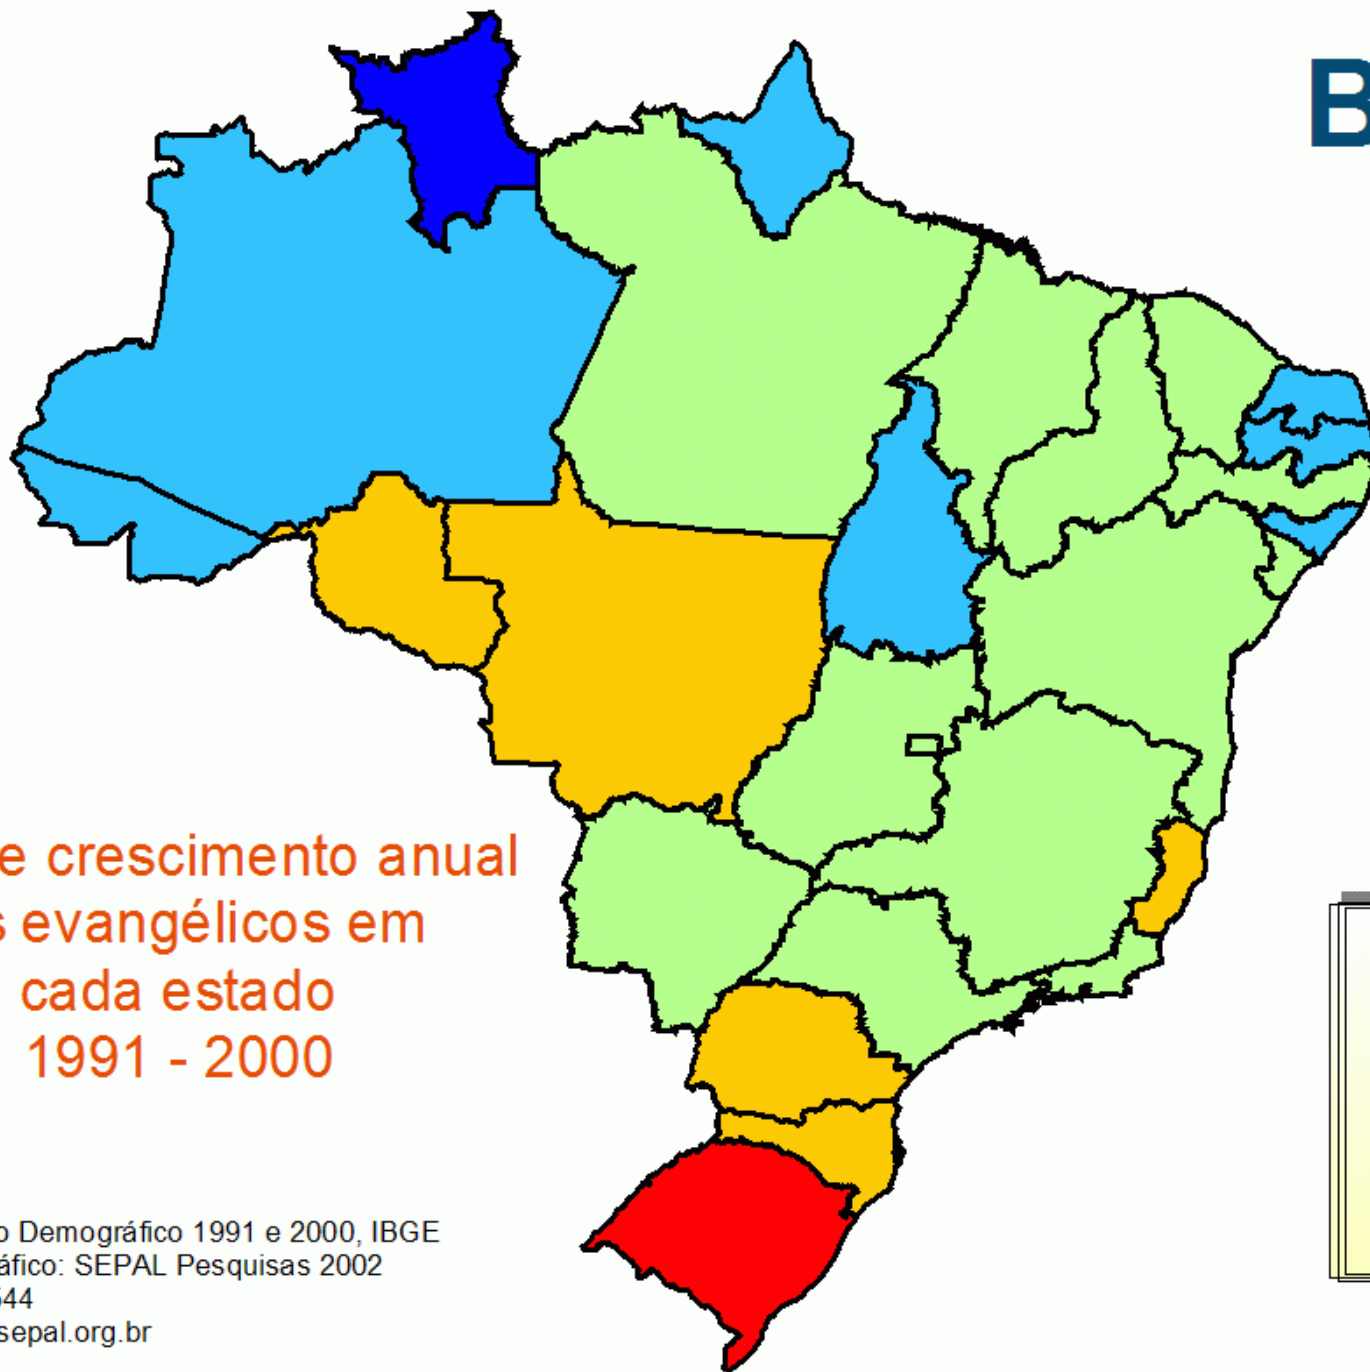 B
e crescimento anual
s evangélicos em
cada estado
1991 - 2000
o Demográfico 1991 e 2000, IBGE
áfico: SEPAL Pesquisas 2002
544
sepal.org.br